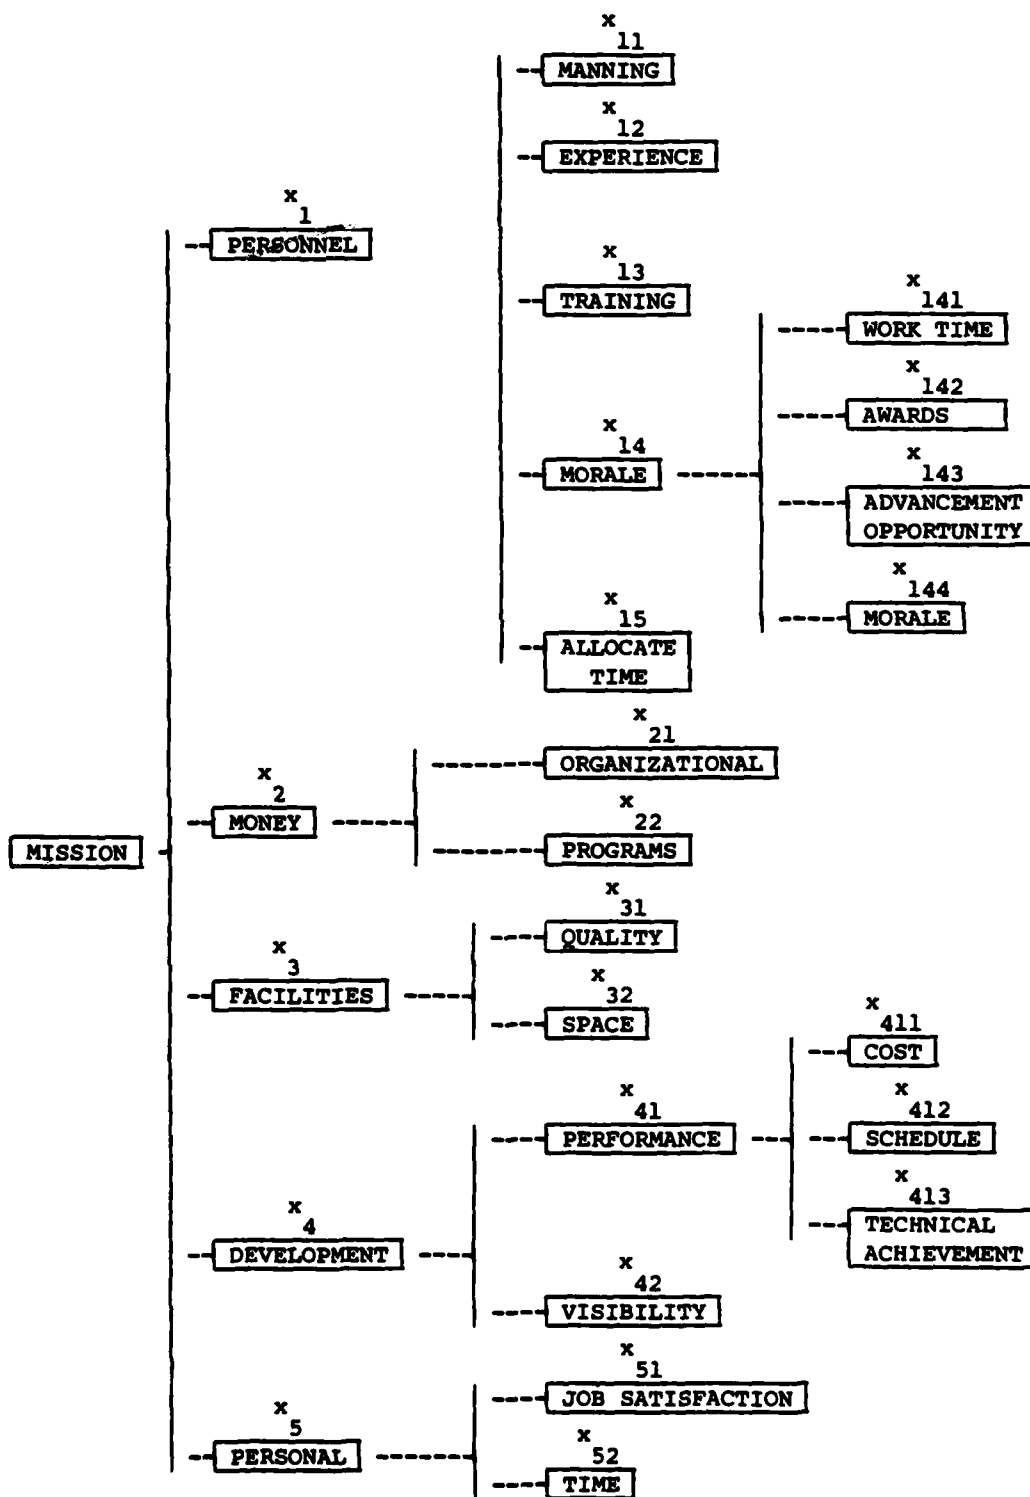 x
11
MANNING
x
12
EXPERIENCE
x
1
PERSONNEL
x
13
TRAINING
x
141
WORK TIME
x
142
AWARDS
x
14
MORALE
x
143
ADVANCEMENT
OPPORTUNITY
x
144
MORALE
x
15
ALLOCATE
TIME
x
21
ORGANIZATIONAL
x
2
MONEY
x
22
PROGRAMS
MISSION
x
31
QUALITY
x
3
FACILITIES
x
32
SPACE
x
411
COST
x
41
PERFORMANCE
x
412
SCHEDULE
x
413
TECHNICAL
ACHIEVEMENT
x
4
DEVELOPMENT
x
42
VISIBILITY
x
51
JOB SATISFACTION
x
5
PERSONAL
x
52
TIME